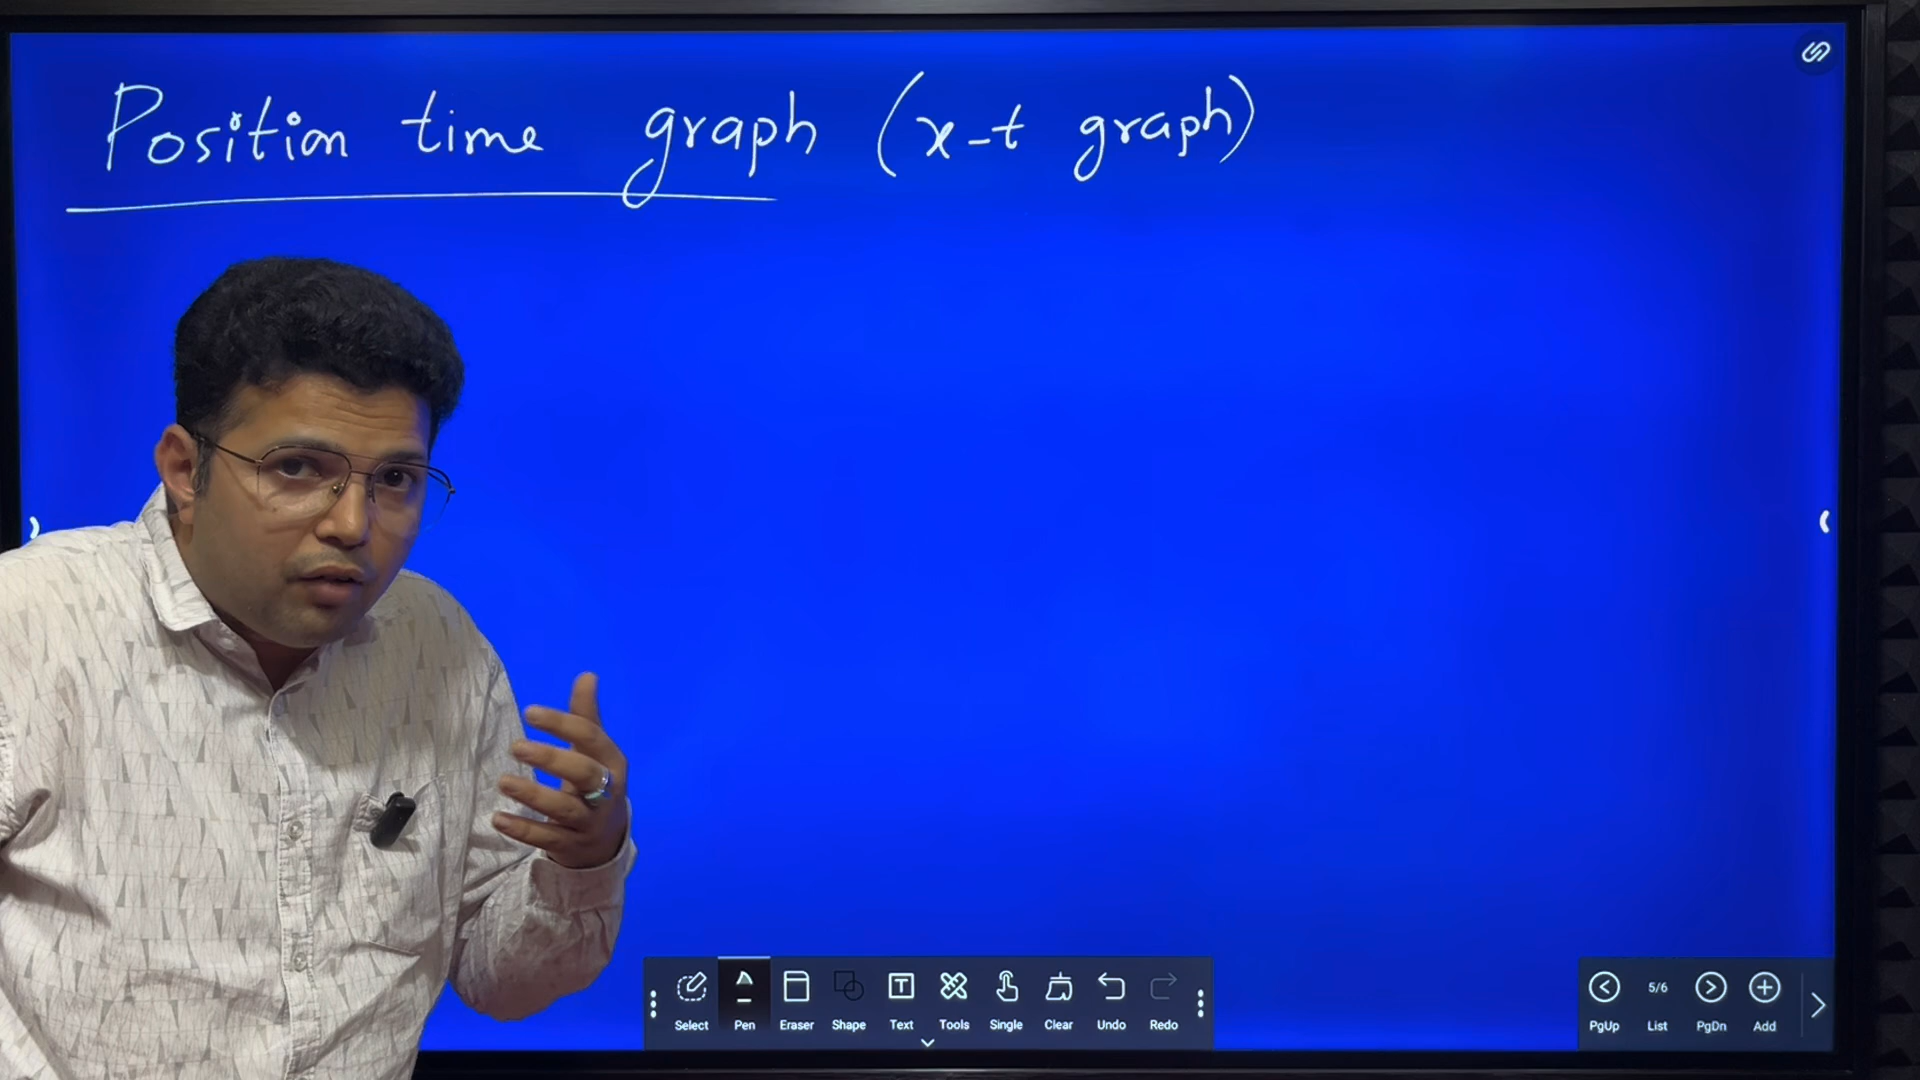 Position time graph (x-t graph)
Select Pen Eraser Shape Text Tools Single Clear Undo Redo
5/6
PgUp List PgDn Add